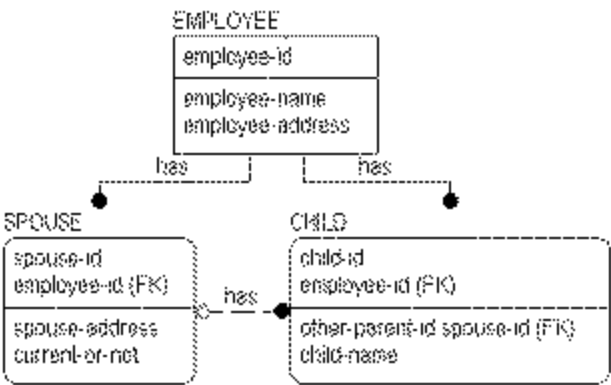 EMPLOYEE
employee-id
employee-name
employee-address
has
has
SPOUSE
spouse-id
employee-id (FK)
spouse-address
current-or-not
has
CHILD
child-id
employee-id (FK)
other-parent-id.spouse-id (FK)
child-name